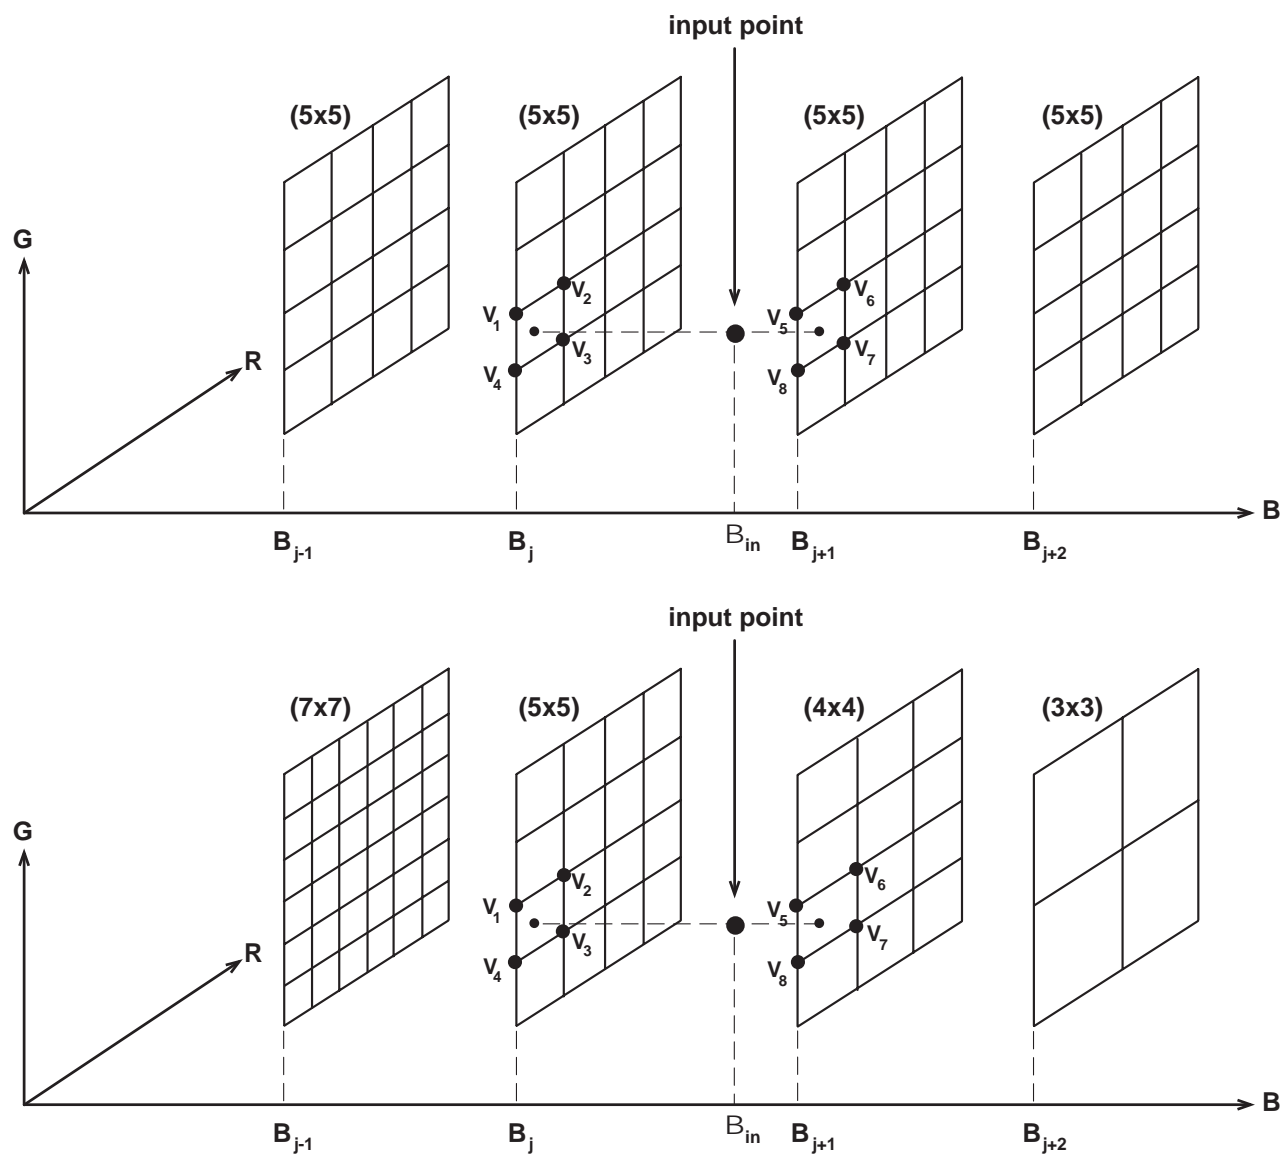 input point
(5x5) (5x5) (5x5) (5x5)
G
V1 V2 V5 V6
R
V4 V3 V8 V7
B
Bj-1 Bj Bin Bj+1 Bj+2
input point
(7x7) (5x5) (4x4) (3x3)
G
V1 V2 V5 V6
R
V4 V3 V8 V7
B
Bj-1 Bj Bin Bj+1 Bj+2